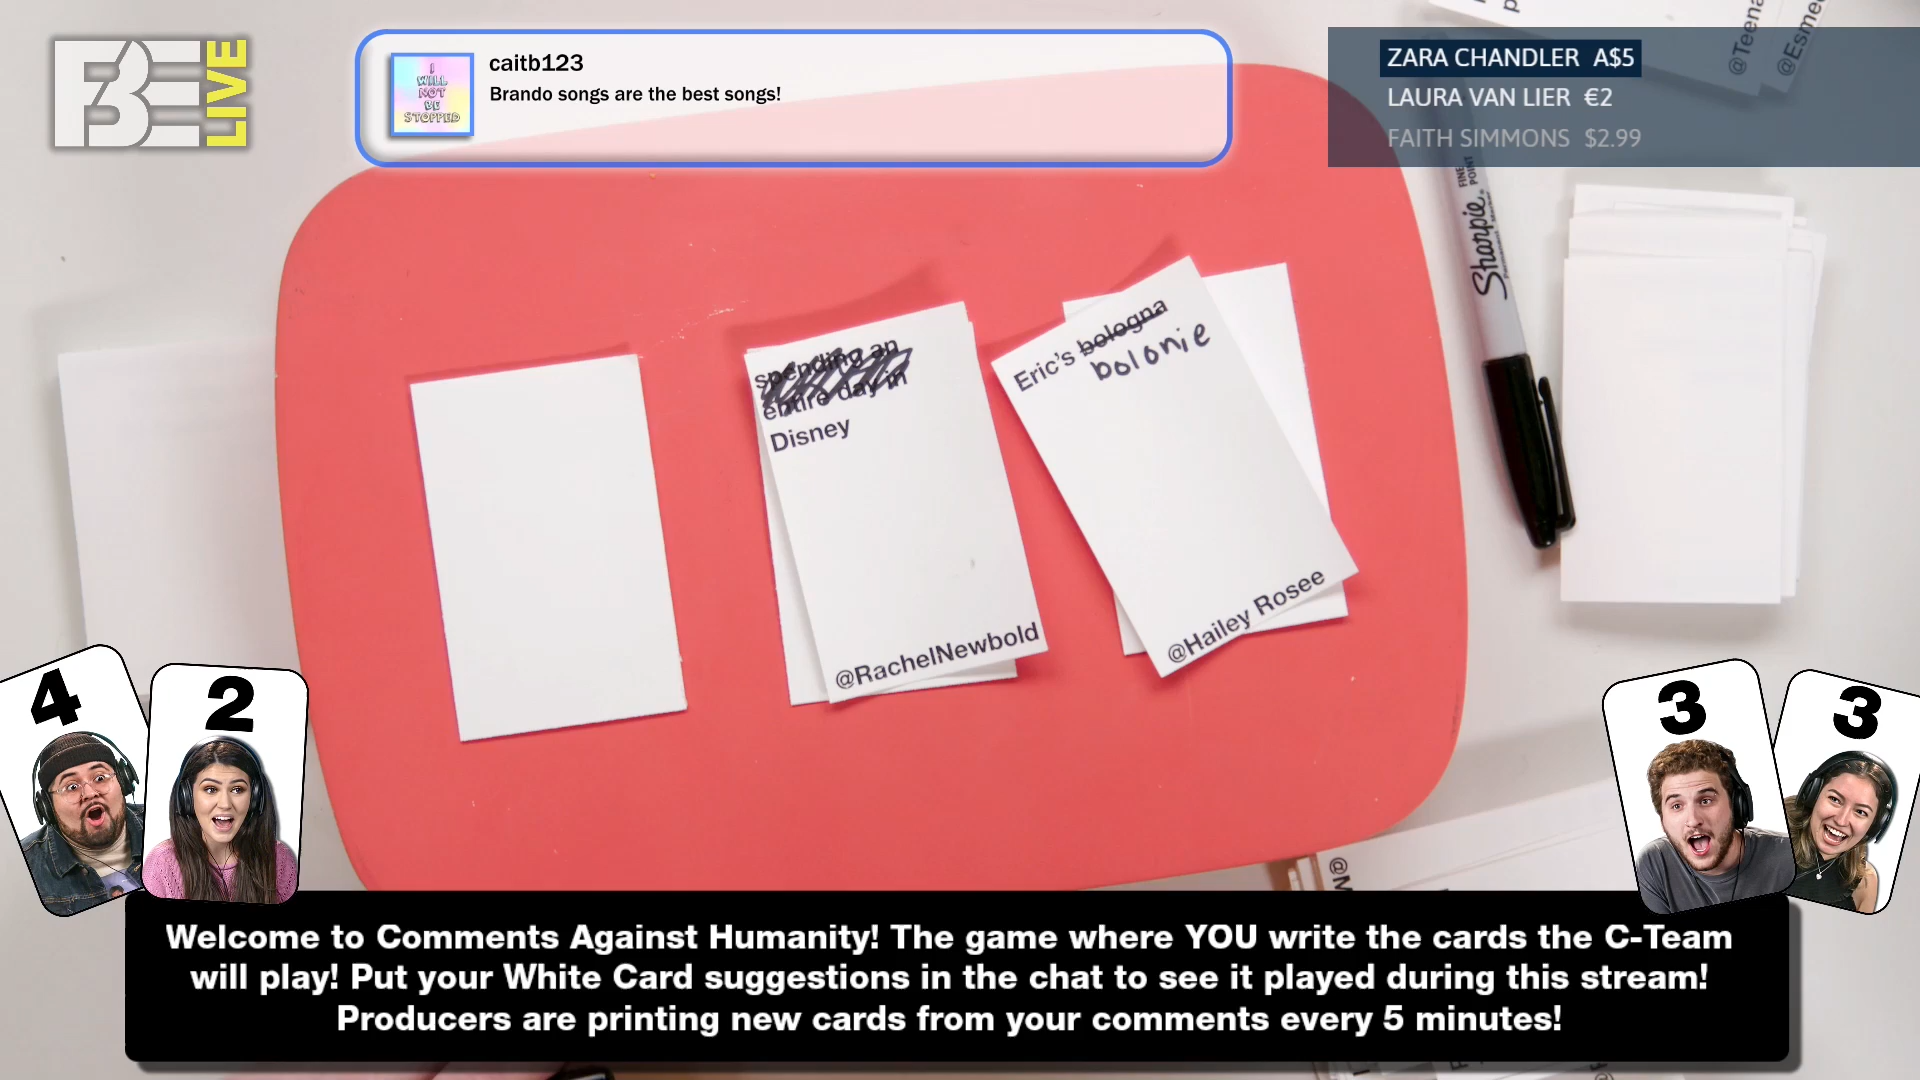 FBE LIVE
I
WILL
NOT
BE
STOPPED
caitb123
Brando songs are the best songs!
ZARA CHANDLER A$5
LAURA VAN LIER €2
FAITH SIMMONS $2.99
@Teena
@Esmee
Sharpie
FINE
POINT
spending an
entire day in
Disney
@RachelNewbold
Eric's bologna
bolonie
@Hailey Rosee
4
2
3
3
@M
Welcome to Comments Against Humanity! The game where YOU write the cards the C-Team
will play! Put your White Card suggestions in the chat to see it played during this stream!
Producers are printing new cards from your comments every 5 minutes!